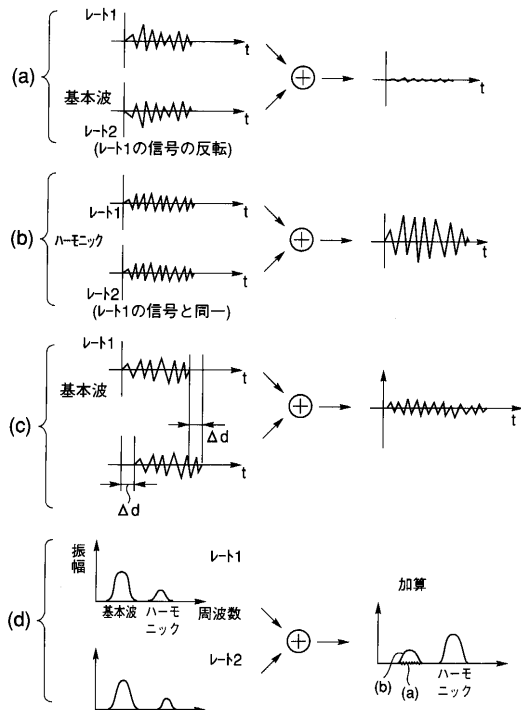 レート1
t
(a)
基本波
レート2
t
(レート1の信号の反転)
t
(b)
レート1
t
ハーモニック
レート2
t
(レート1の信号と同一)
t
(c)
レート1
t
基本波
Δd
t
Δd
t
(d)
振幅
レート1
基本波
ハーモニック
周波数
レート2
加算
(b)
(a)
ハーモニック